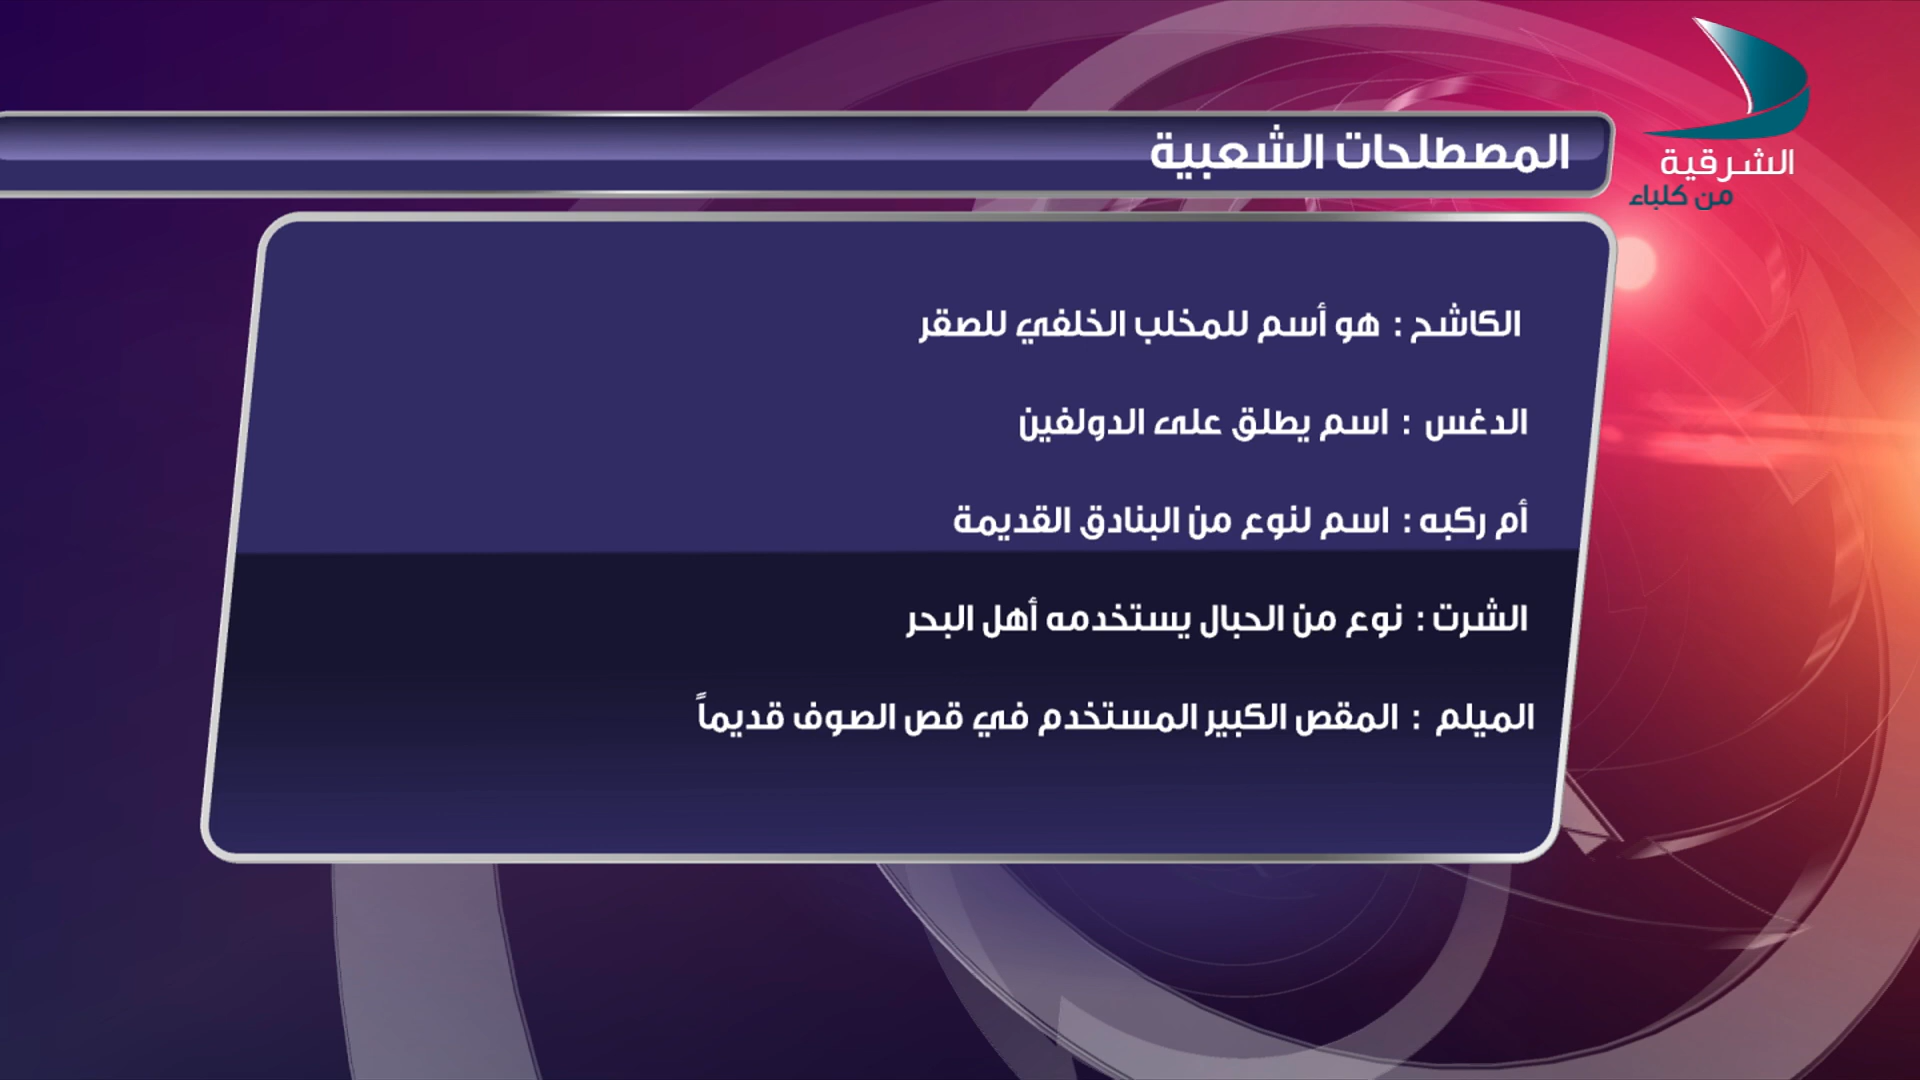 الشرقية
من كلباء
المصطلحات الشعبية
الكاشح : هو أسم للمخلب الخلفي للصقر
الدغس : اسم يطلق على الدولفين
أم ركبه : اسم لنوع من البنادق القديمة
الشرت : نوع من الحبال يستخدمه أهل البحر
الميلم : المقص الكبير المستخدم في قص الصوف قديماً